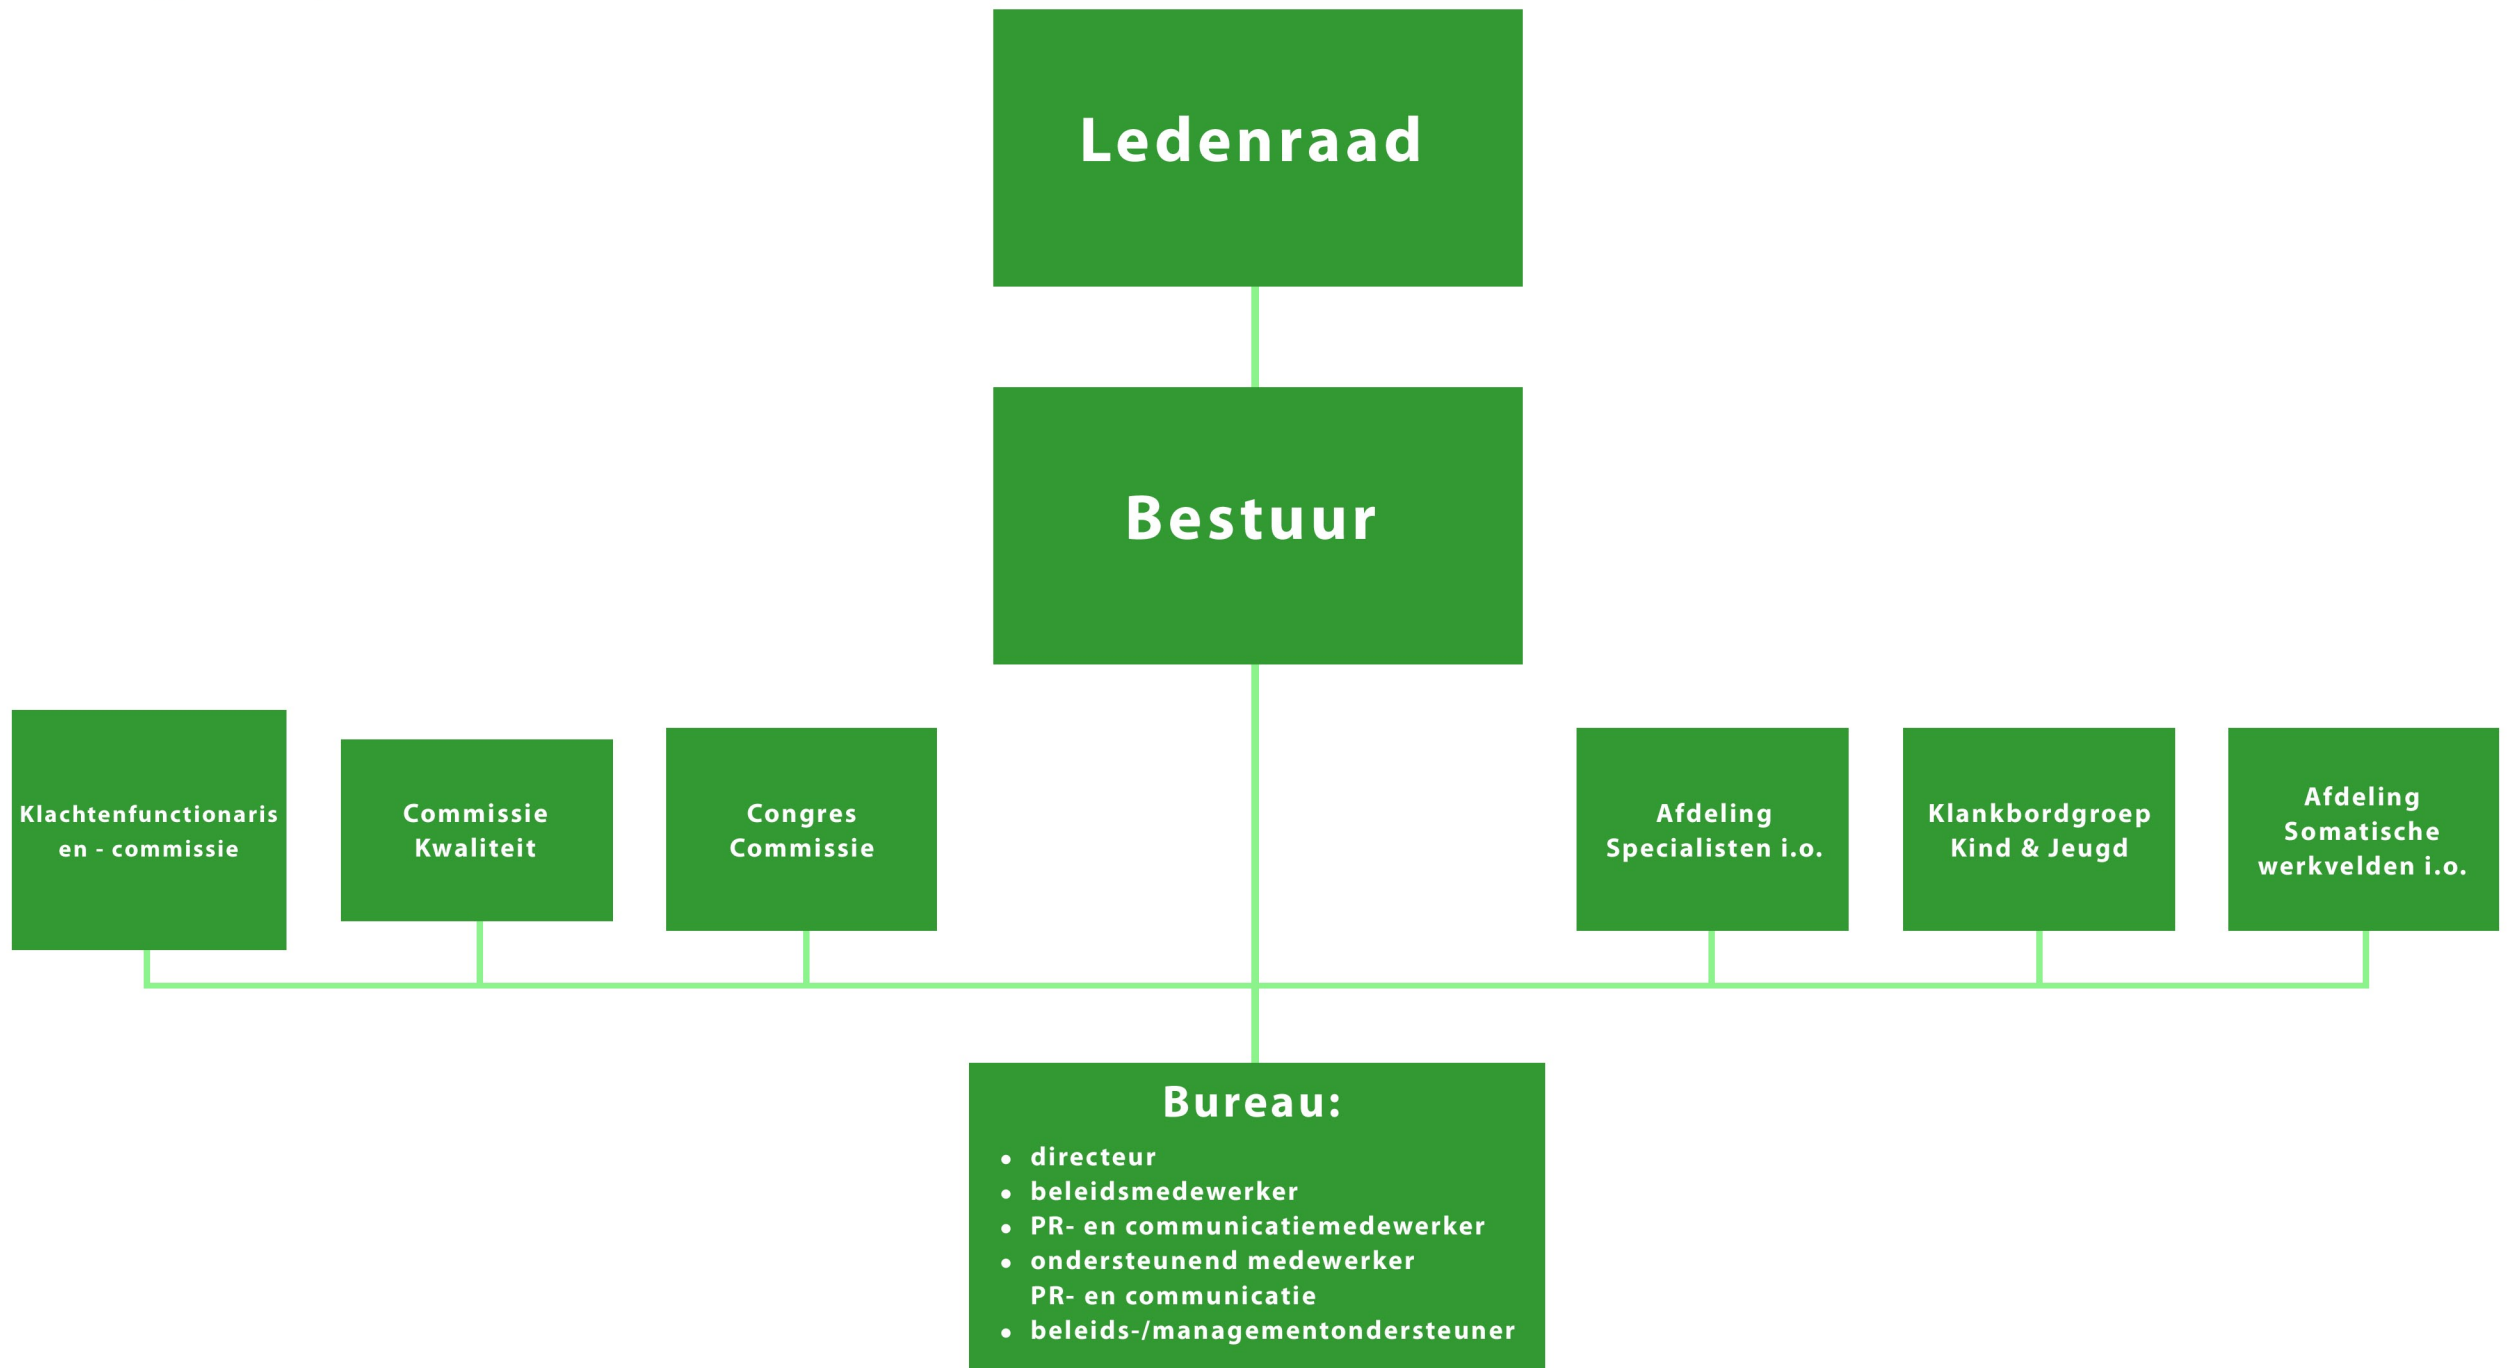 Ledenraad
Bestuur
Klachtenfunctionaris
en - commissie
Commissie
Kwaliteit
Congres
Commissie
Afdeling
Specialisten i.o.
Klankbordgroep
Kind & Jeugd
Afdeling
Somatische
werkvelden i.o.
Bureau:
• directeur
• beleidsmedewerker
• PR- en communicatiemedewerker
• ondersteunend medewerker
PR- en communicatie
• beleids-/managementondersteuner